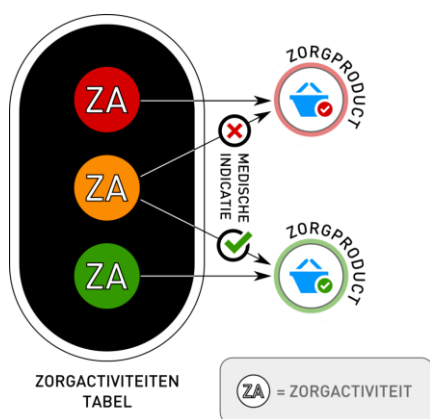 ZORGPRODUCT
ZA
ZA
MEDISCHE
INDICATIE
ZORGPRODUCT
ZA
ZORGACTIVITEITEN
TABEL
ZA = ZORGACTIVITEIT